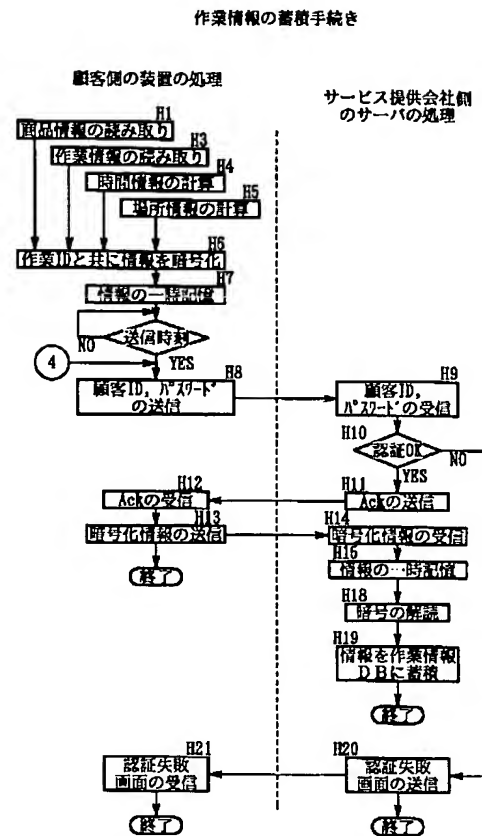 作業情報の蓄積手続き
顧客側の装置の処理
サービス提供会社側
のサーバの処理
H1
商品情報の読み取り
H3
作業情報の読み取り
H4
時間情報の計算
H5
場所情報の計算
H6
作業IDと共に情報を暗号化
H7
情報の一時記憶
送信時刻
NO
YES
4
H8
顧客ID, パスワード
の送信
H9
顧客ID,
パスワードの受信
H10
認証OK
NO
YES
H11
Ackの送信
H12
Ackの受信
H13
暗号化情報の送信
H14
暗号化情報の受信
終了
情報の一時記憶
H18
暗号の解読
H19
情報を作業情報
DBに蓄積
終了
H21
認証失敗
画面の受信
H20
認証失敗
画面の送信
終了
終了